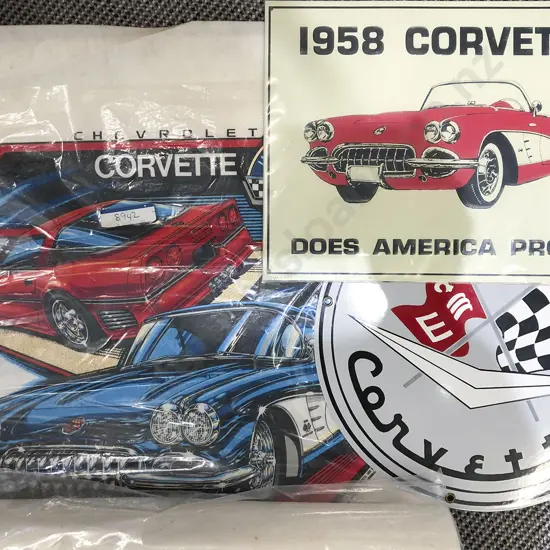 1958 CORVET
CHEVROLET
CORVETTE
8942
DOES AMERICA PRO
Corvett